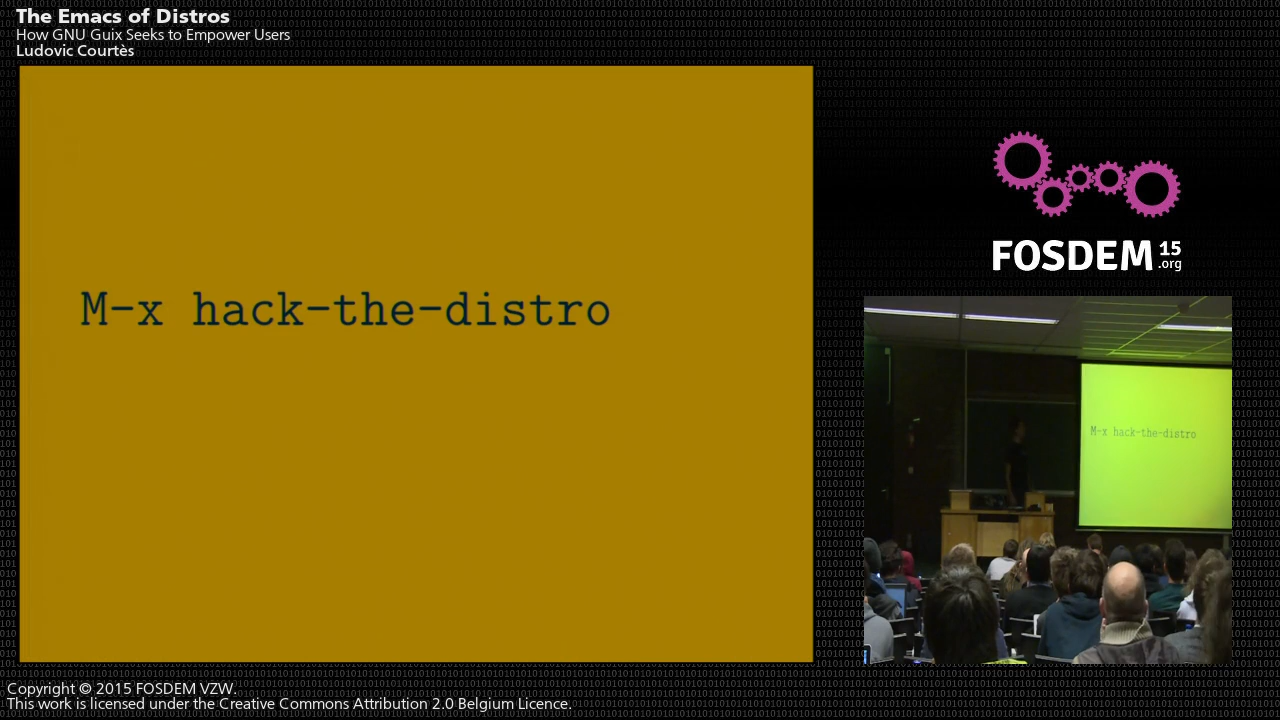 The Emacs of Distros
How GNU Guix Seeks to Empower Users
Ludovic Courtès
M-x hack-the-distro
FOSDEM 15
.org
M-x hack-the-distro
Copyright © 2015 FOSDEM VZW.
This work is licensed under the Creative Commons Attribution 2.0 Belgium Licence.